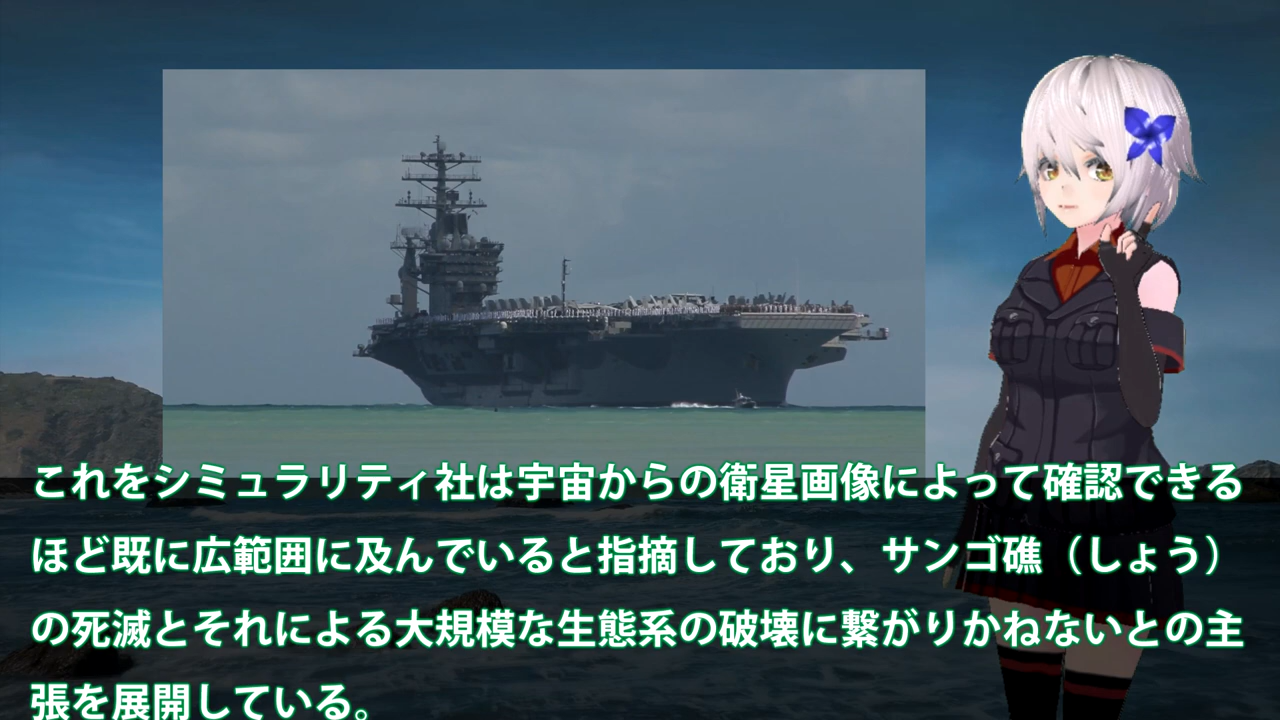 これをシミュラリティ社は宇宙からの衛星画像によって確認できる
ほど既に広範囲に及んでいると指摘しており、サンゴ礁（しょう）
の死滅とそれによる大規模な生態系の破壊に繋がりかねないとの主
張を展開している。